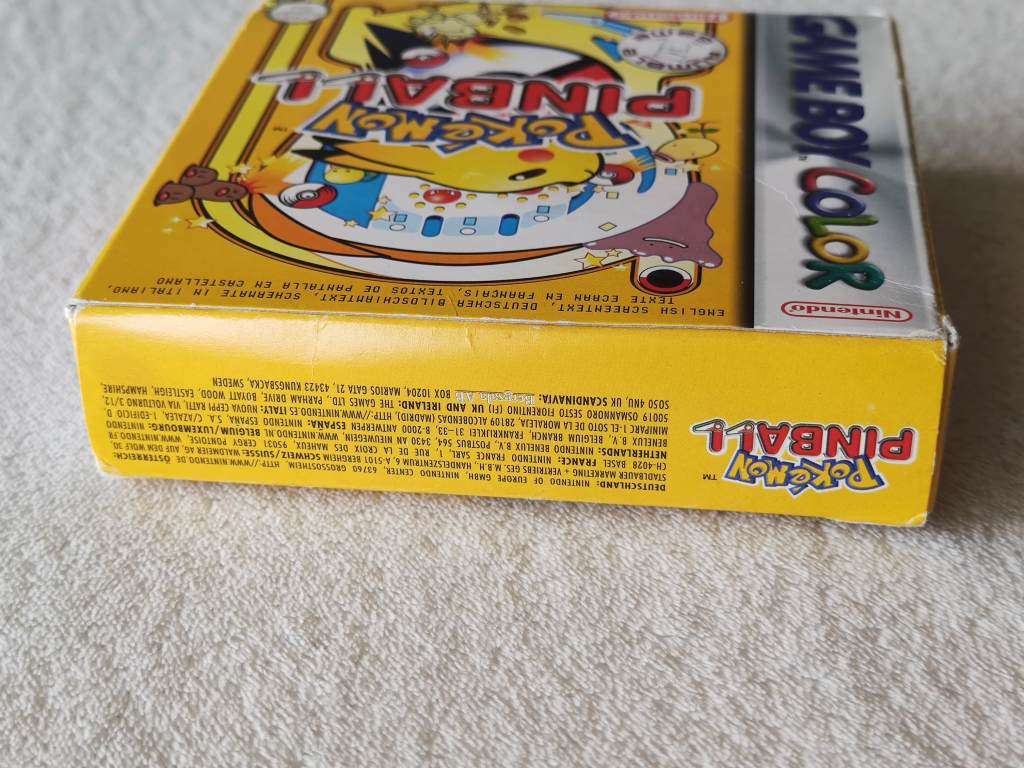 GAME BOY COLOR
TM
Nintendo
POKÉMON
PINBALL
TM
ENGLISH SCREENTEXT, DEUTSCHER BILDSCHIRMTEXT, SCHERMATE IN ITALIANO,
TEXTE ECRAN EN FRANÇAIS, TEXTOS DE PANTALLA EN CASTELLANO
POKÉMON
PINBALL
TM
DEUTSCHLAND: NINTENDO OF EUROPE GMBH, NINTENDO CENTER, 63760 GROSSOSTHEIM, HTTP://WWW.NINTENDO.DE ÖSTERREICH:
STADLBAUER MARKETING + VERTRIEBS GES. M.B.H, HANDELSZENTRUM 6, A-5101 BERGHEIM SCHWEIZ/SUISSE: WALDMEIER AG, AUF DEM WOLF 30,
CH-4028 BASEL FRANCE: NINTENDO FRANCE SARL, 1, RUE DE LA CROIX DES MAHEUX, 95031 CERGY PONTOISE, WWW.NINTENDO.FR
NETHERLANDS: NINTENDO BENELUX B.V., POSTBUS 564, AN 3430 NIEUWEGEIN, WWW.NINTENDO.NL BELGIUM/LUXEMBOURG: NINTENDO
BENELUX B.V., BELGIUM BRANCH, FRANKRIJKLEI 31-33, B 2000 ANTWERPEN ESPAÑA: NINTENDO ESPAÑA, S.A., C/AZALEA, 1-EDIFICIO D
MINIPARC 1-EL SOTO DE LA MORALEJA, 28109 ALCOBENDAS (MADRID), HTTP://WWW.NINTENDO.ES ITALIA: NUOVA COPPI RATTI, VIA VOLTURNO 3/12,
50019 OSMANNORO SESTO FIORENTINO (FI) UK AND IRELAND: THE GAMES LTD., PARHAM DRIVE, BOYATT WOOD, EASTLEIGH, HAMPSHIRE,
SO50 4NU, UK SCANDINAVIA: Bergsala AB, BOX 10204, MARIOS GATA 21, 43423 KUNGSBACKA, SWEDEN